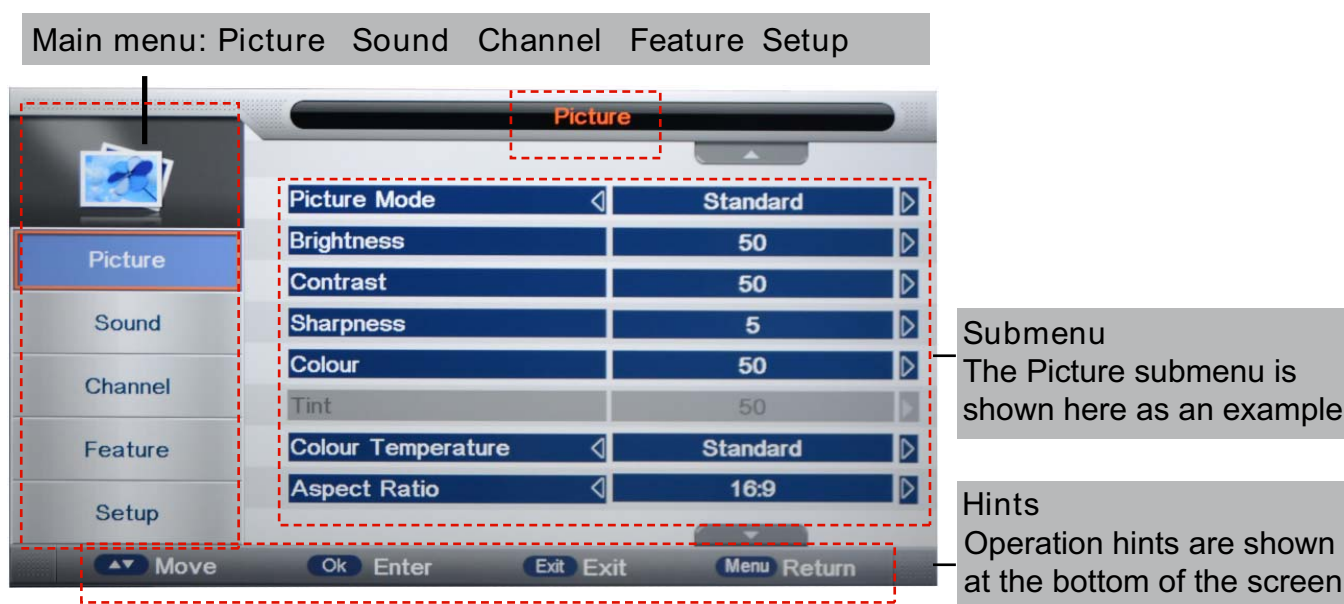 Main menu: Picture Sound Channel Feature Setup
Picture
Picture
Sound
Channel
Feature
Setup
Picture Mode Standard
Brightness 50
Contrast 50
Sharpness 5
Colour 50
Tint 50
Colour Temperature Standard
Aspect Ratio 16:9
Move Ok Enter Exit Exit Menu Return
Submenu
The Picture submenu is
shown here as an example
Hints
Operation hints are shown
at the bottom of the screen